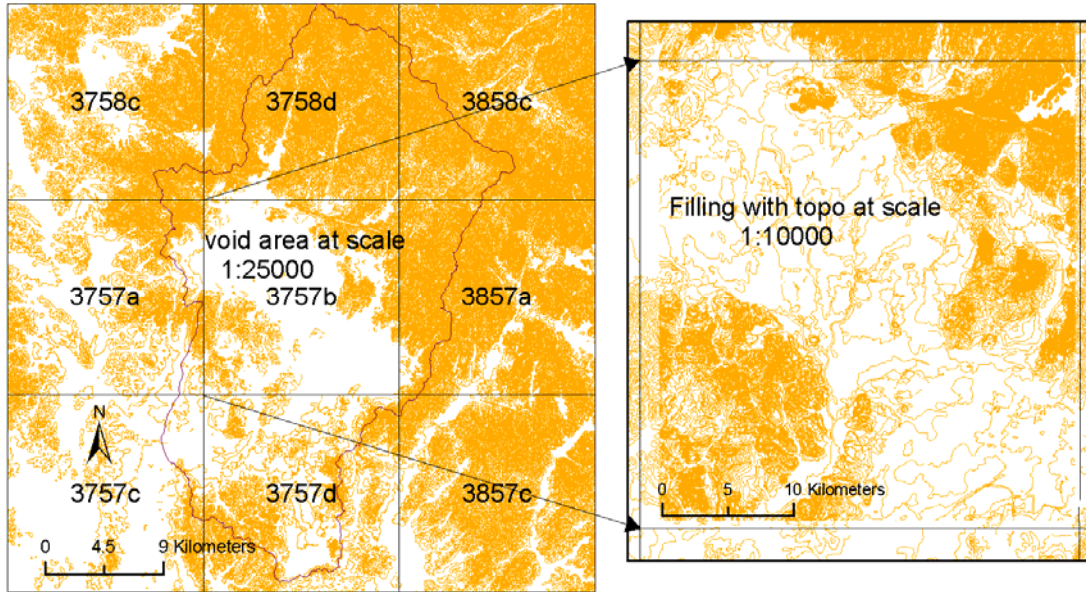 3758c 3758d 3858c
void area at scale
1:25000
3757a 3757b 3857a
N
3757c 3757d 3857c
0 4.5 9 Kilometers
Filling with topo at scale
1:10000
0 5 10 Kilometers